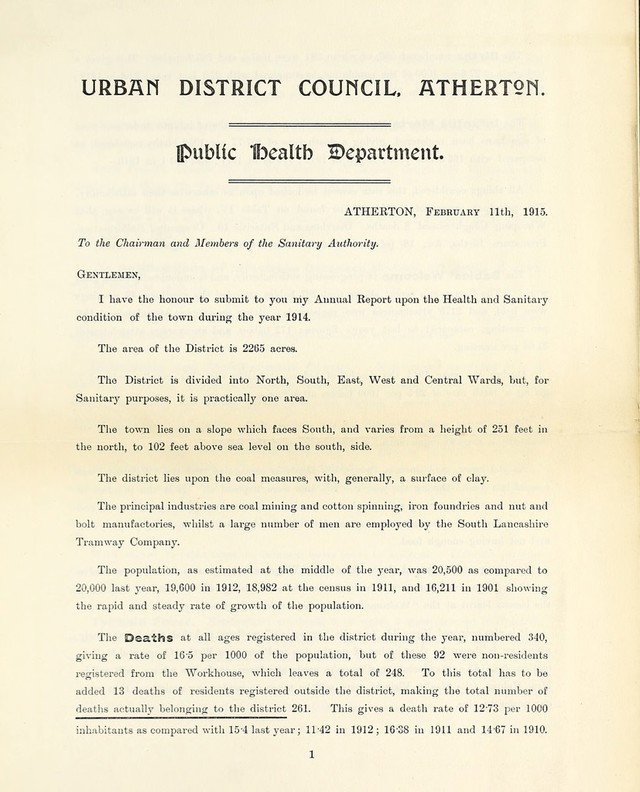 URBAN DISTRICT COUNCIL, ATHERTON.
Public Health Department.
ATHERTON, FEBRUARY 11th, 1915.
To the Chairman and Members of the Sanitary Authority.
GENTLEMEN,
I have the honour to submit to you my Annual Report upon the Health and Sanitary
condition of the town during the year 1914.
The area of the District is 2265 acres.
The District is divided into North, South, East, West and Central Wards, but, for
Sanitary purposes, it is practically one area.
The town lies on a slope which faces South, and varies from a height of 251 feet in
the north, to 102 feet above sea level on the south, side.
The district lies upon the coal measures, with, generally, a surface of clay.
The principal industries are coal mining and cotton spinning, iron foundries and nut and
bolt manufactories, whilst a large number of men are employed by the South Lancashire
Tramway Company.
The population, as estimated at the middle of the year, was 20,500 as compared to
20,000 last year, 19,600 in 1912, 18,982 at the census in 1911, and 16,211 in 1901 showing
the rapid and steady rate of growth of the population.
The Deaths at all ages registered in the district during the year, numbered 340,
giving a rate of 16·5 per 1000 of the population, but of these 92 were non-residents
registered from the Workhouse, which leaves a total of 248. To this total has to be
added 13 deaths of residents registered outside the district, making the total number of
deaths actually belonging to the district 261. This gives a death rate of 12·73 per 1000
inhabitants as compared with 15·4 last year; 11·42 in 1912; 16·38 in 1911 and 14·67 in 1910.
1